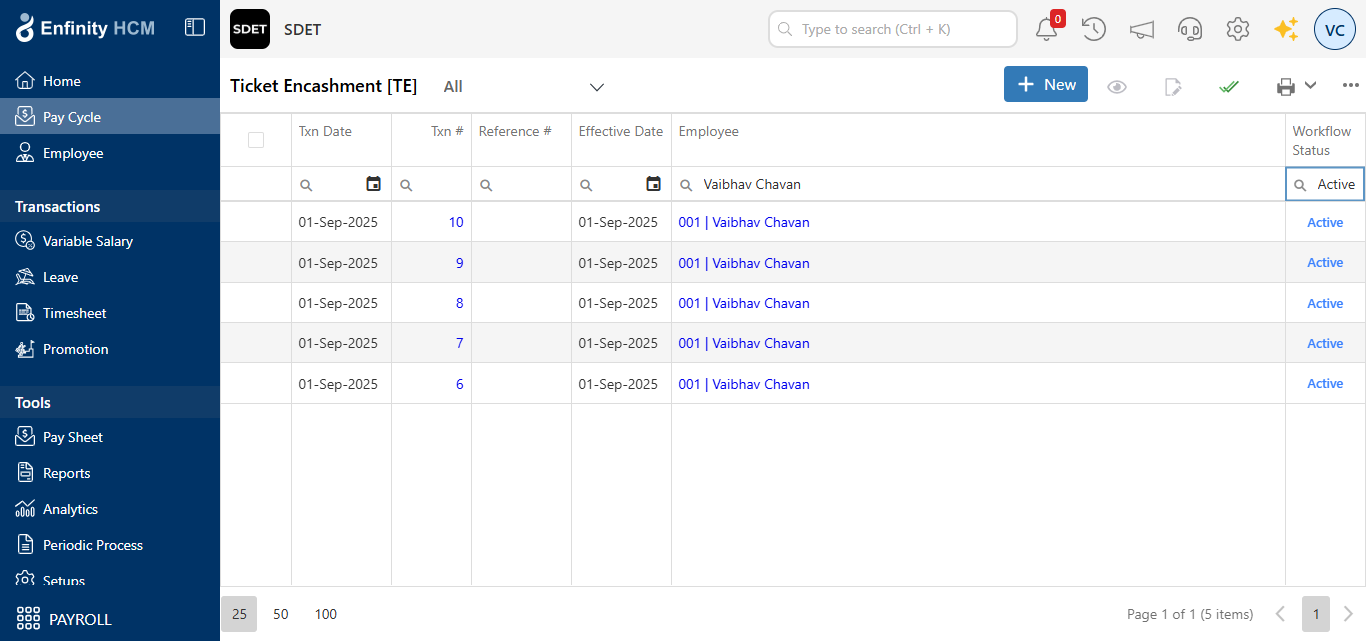 Enfinity HCM
SDET
SDET
Type to search (Ctrl + K)
0
VC
Home
Pay Cycle
Employee
Transactions
Variable Salary
Leave
Timesheet
Promotion
Tools
Pay Sheet
Reports
Analytics
Periodic Process
Setups
PAYROLL
Ticket Encashment [TE]
All
New
Txn Date
Txn #
Reference #
Effective Date
Employee
Workflow Status
Vaibhav Chavan
Active
01-Sep-2025 10 01-Sep-2025 001 | Vaibhav Chavan Active
01-Sep-2025 9 01-Sep-2025 001 | Vaibhav Chavan Active
01-Sep-2025 8 01-Sep-2025 001 | Vaibhav Chavan Active
01-Sep-2025 7 01-Sep-2025 001 | Vaibhav Chavan Active
01-Sep-2025 6 01-Sep-2025 001 | Vaibhav Chavan Active
25 50 100
Page 1 of 1 (5 items)
1